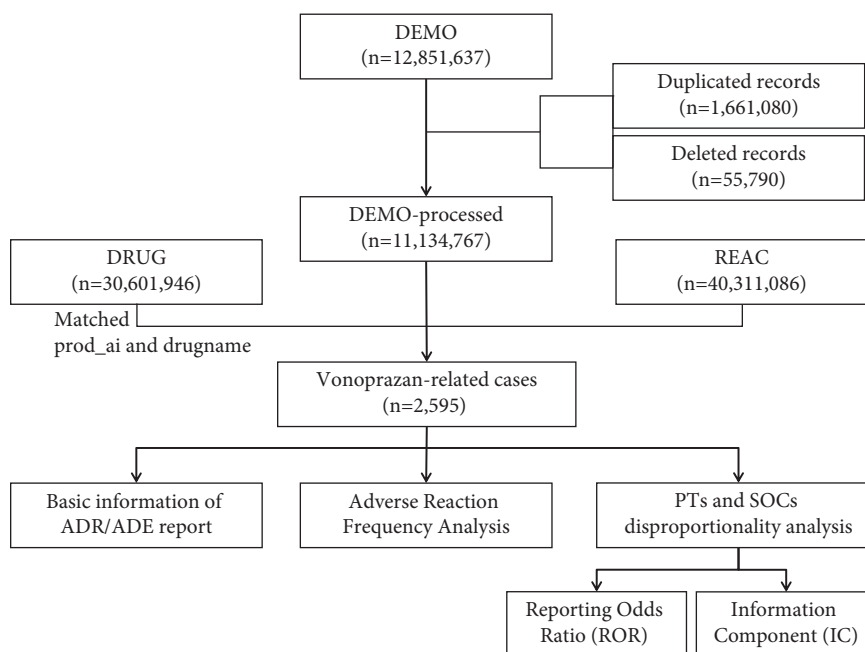 DEMO
(n=12,851,637)
Duplicated records
(n=1,661,080)
Deleted records
(n=55,790)
DEMO-processed
(n=11,134,767)
DRUG
(n=30,601,946)
REAC
(n=40,311,086)
Matched
prod_ai and drugname
Vonoprazan-related cases
(n=2,595)
Basic information of
ADR/ADE report
Adverse Reaction
Frequency Analysis
PTs and SOCs
disproportionality analysis
Reporting Odds
Ratio (ROR)
Information
Component (IC)